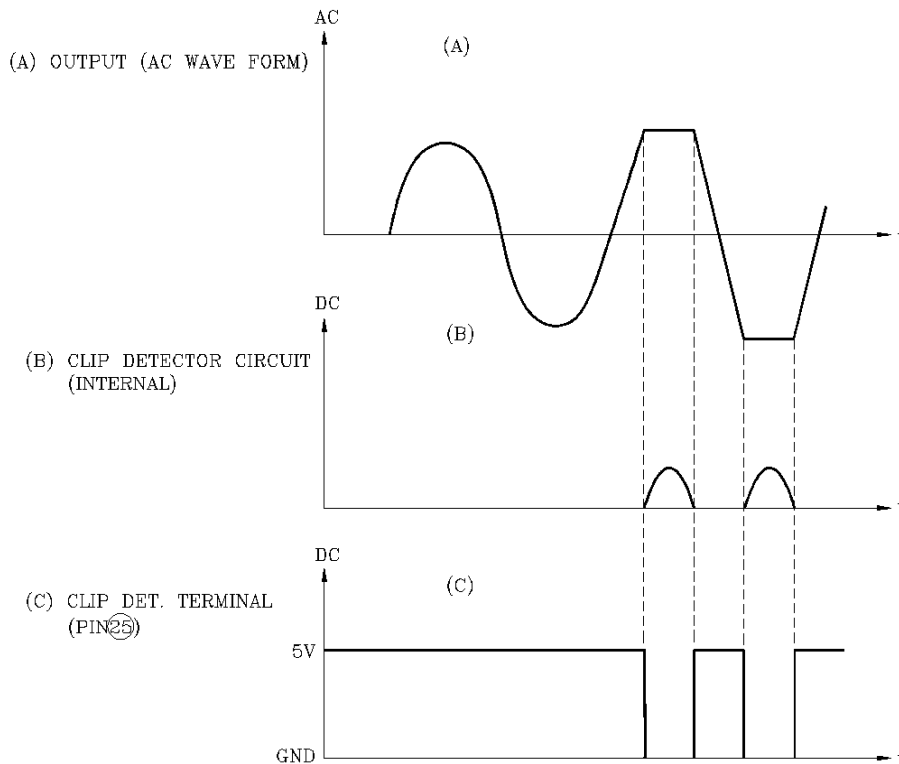 AC
(A) OUTPUT (AC WAVE FORM)
(A)
DC
(B) CLIP DETECTOR CIRCUIT
(INTERNAL)
(B)
DC
(C) CLIP DET. TERMINAL
(PIN25)
(C)
5V
GND